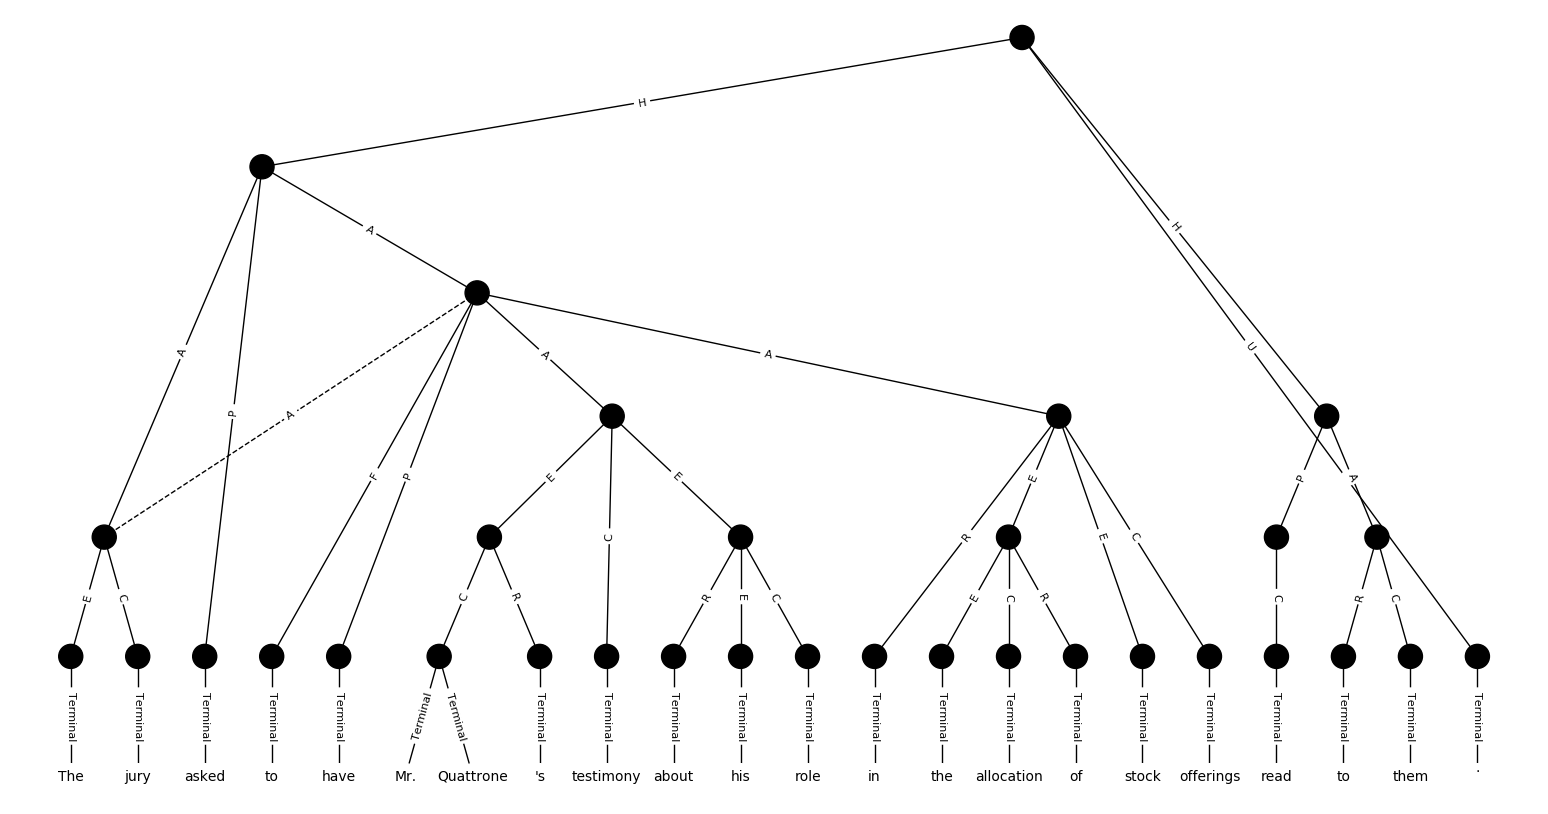 H
A
H
A
U
A
P
A
A
A
F
P
E
E
R
E
P
A
C
E
C
E
C
C
R
R
E
C
E
C
R
C
R
C
Terminal Terminal Terminal Terminal Terminal Terminal Terminal Terminal Terminal Terminal Terminal Terminal Terminal Terminal Terminal Terminal Terminal Terminal Terminal Terminal Terminal Terminal
The jury asked to have Mr. Quattrone 's testimony about his role in the allocation of stock offerings read to them .